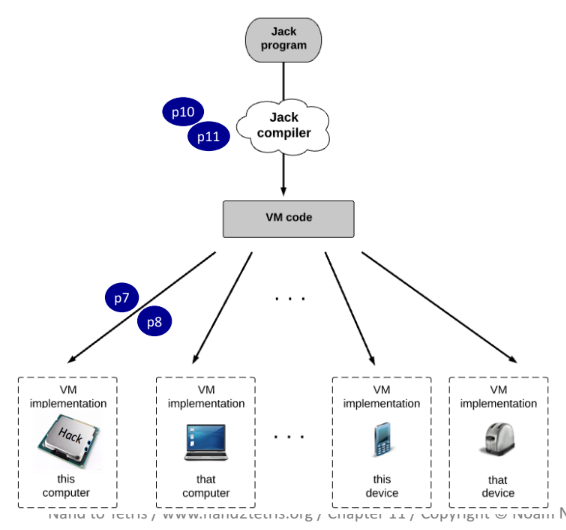 Jack
program
p10
p11
Jack
compiler
VM code
p7
p8
. . .
VM
implementation
Hack
this
computer
VM
implementation
that
computer
. . .
VM
implementation
this
device
VM
implementation
that
device
Nand to Tetris / www.nand2tetris.org / Chapter 11 / Copyright © Noam N